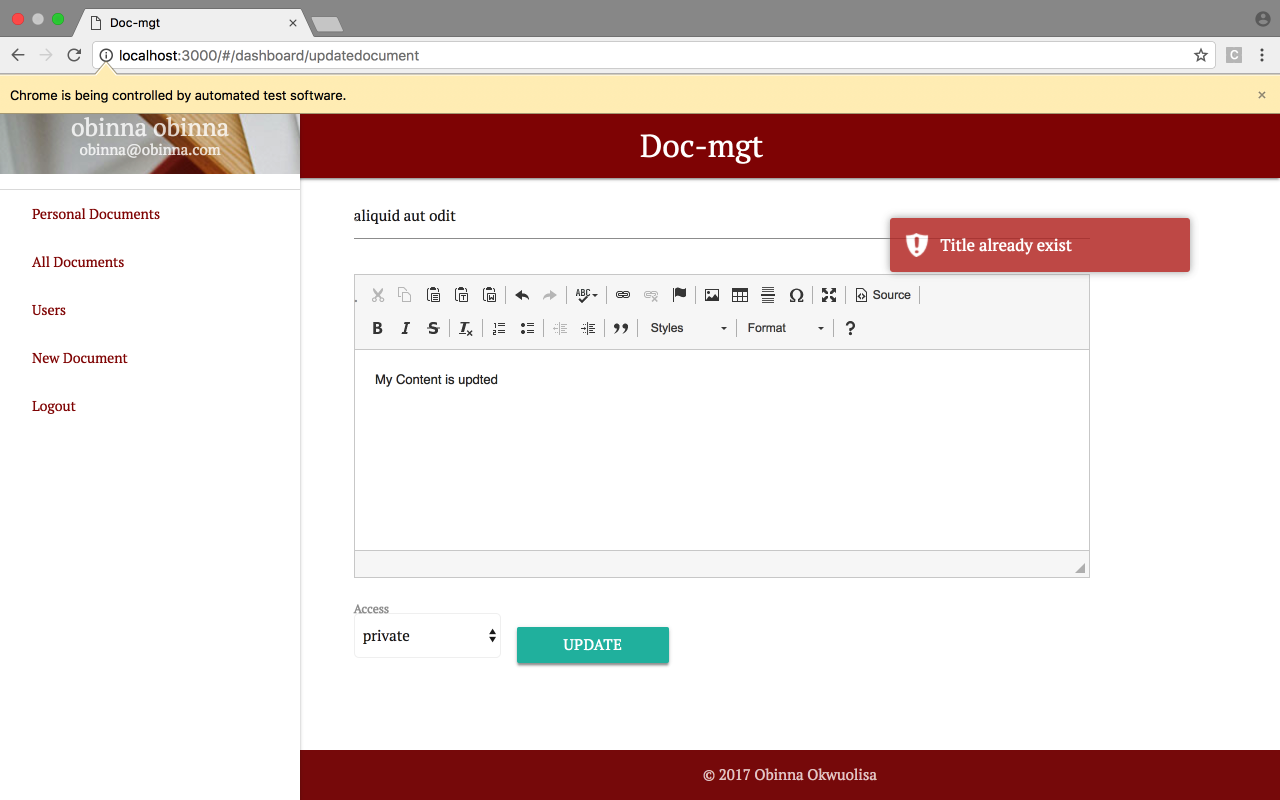 Doc-mgt
localhost:3000/#/dashboard/updatedocument
C
Chrome is being controlled by automated test software.
obinna obinna
obinna@obinna.com
Doc-mgt
Personal Documents
All Documents
Users
New Document
Logout
aliquid aut odit
Title already exist
ABC
Source
B I S Tx
Styles
Format
?
My Content is updted
Access
private
UPDATE
© 2017 Obinna Okwuolisa